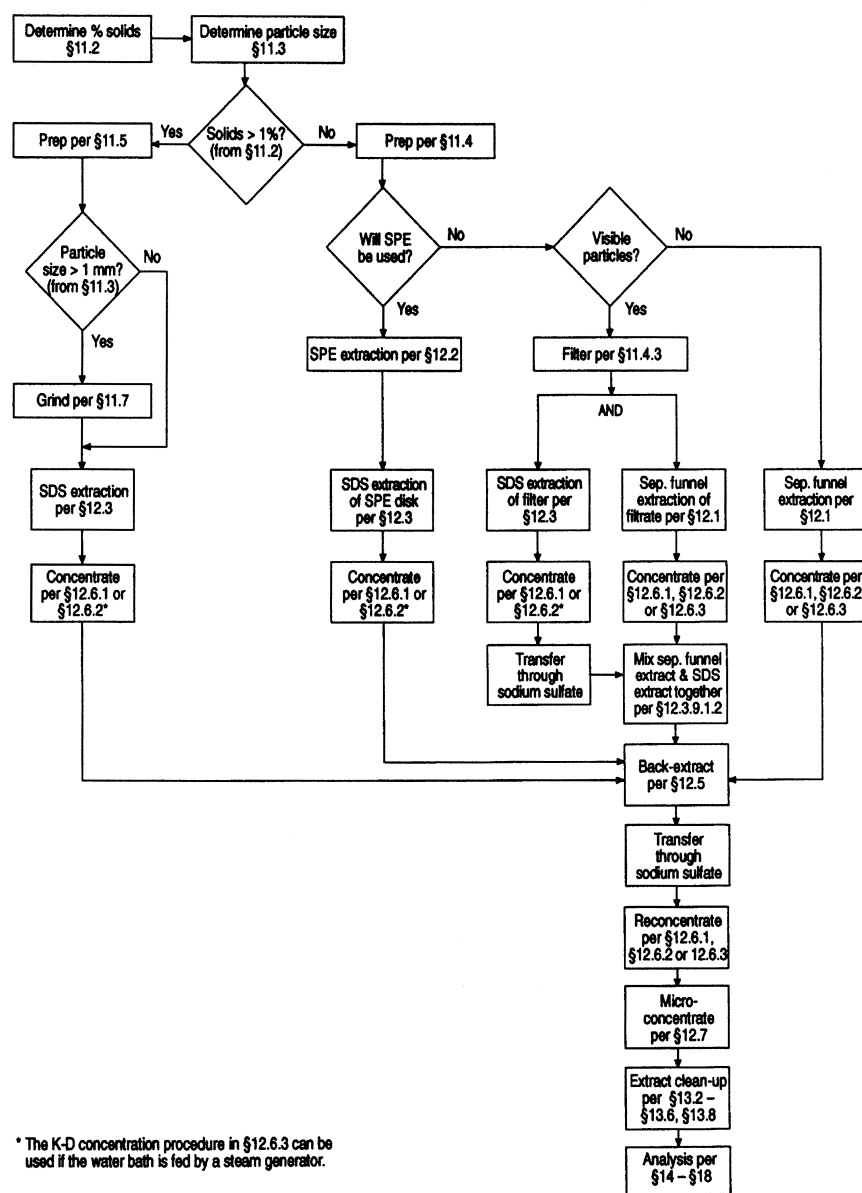 Determine % solids
§11.2
Determine particle size
§11.3
Solids > 1%?
(from §11.2)
Yes
No
Prep per §11.5
Prep per §11.4
Particle
size > 1 mm?
(from §11.3)
No
Yes
Will SPE
be used?
No
Yes
Visible
particles?
No
Yes
Grind per §11.7
SPE extraction per §12.2
Filter per §11.4.3
AND
SDS extraction
per §12.3
SDS extraction
of SPE disk
per §12.3
SDS extraction
of filter per
§12.3
Sep. funnel
extraction of
filtrate per §12.1
Sep. funnel
extraction per
§12.1
Concentrate
per §12.6.1 or
§12.6.2*
Concentrate
per §12.6.1 or
§12.6.2*
Concentrate
per §12.6.1 or
§12.6.2*
Concentrate per
§12.6.1, §12.6.2
or §12.6.3
Concentrate per
§12.6.1, §12.6.2
or §12.6.3
Transfer
through
sodium sulfate
Mix sep. funnel
extract & SDS
extract together
per §12.3.9.1.2
Back-extract
per §12.5
Transfer
through
sodium sulfate
Reconcentrate
per §12.6.1,
§12.6.2 or 12.6.3
Micro-
concentrate
per §12.7
Extract clean-up
per §13.2 –
§13.6, §13.8
Analysis per
§14 – §18
* The K-D concentration procedure in §12.6.3 can be
used if the water bath is fed by a steam generator.